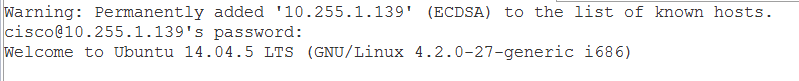 Warning: Permanently added '10.255.1.139' (ECDSA) to the list of known hosts.
cisco@10.255.1.139's password:
Welcome to Ubuntu 14.04.5 LTS (GNU/Linux 4.2.0-27-generic i686)